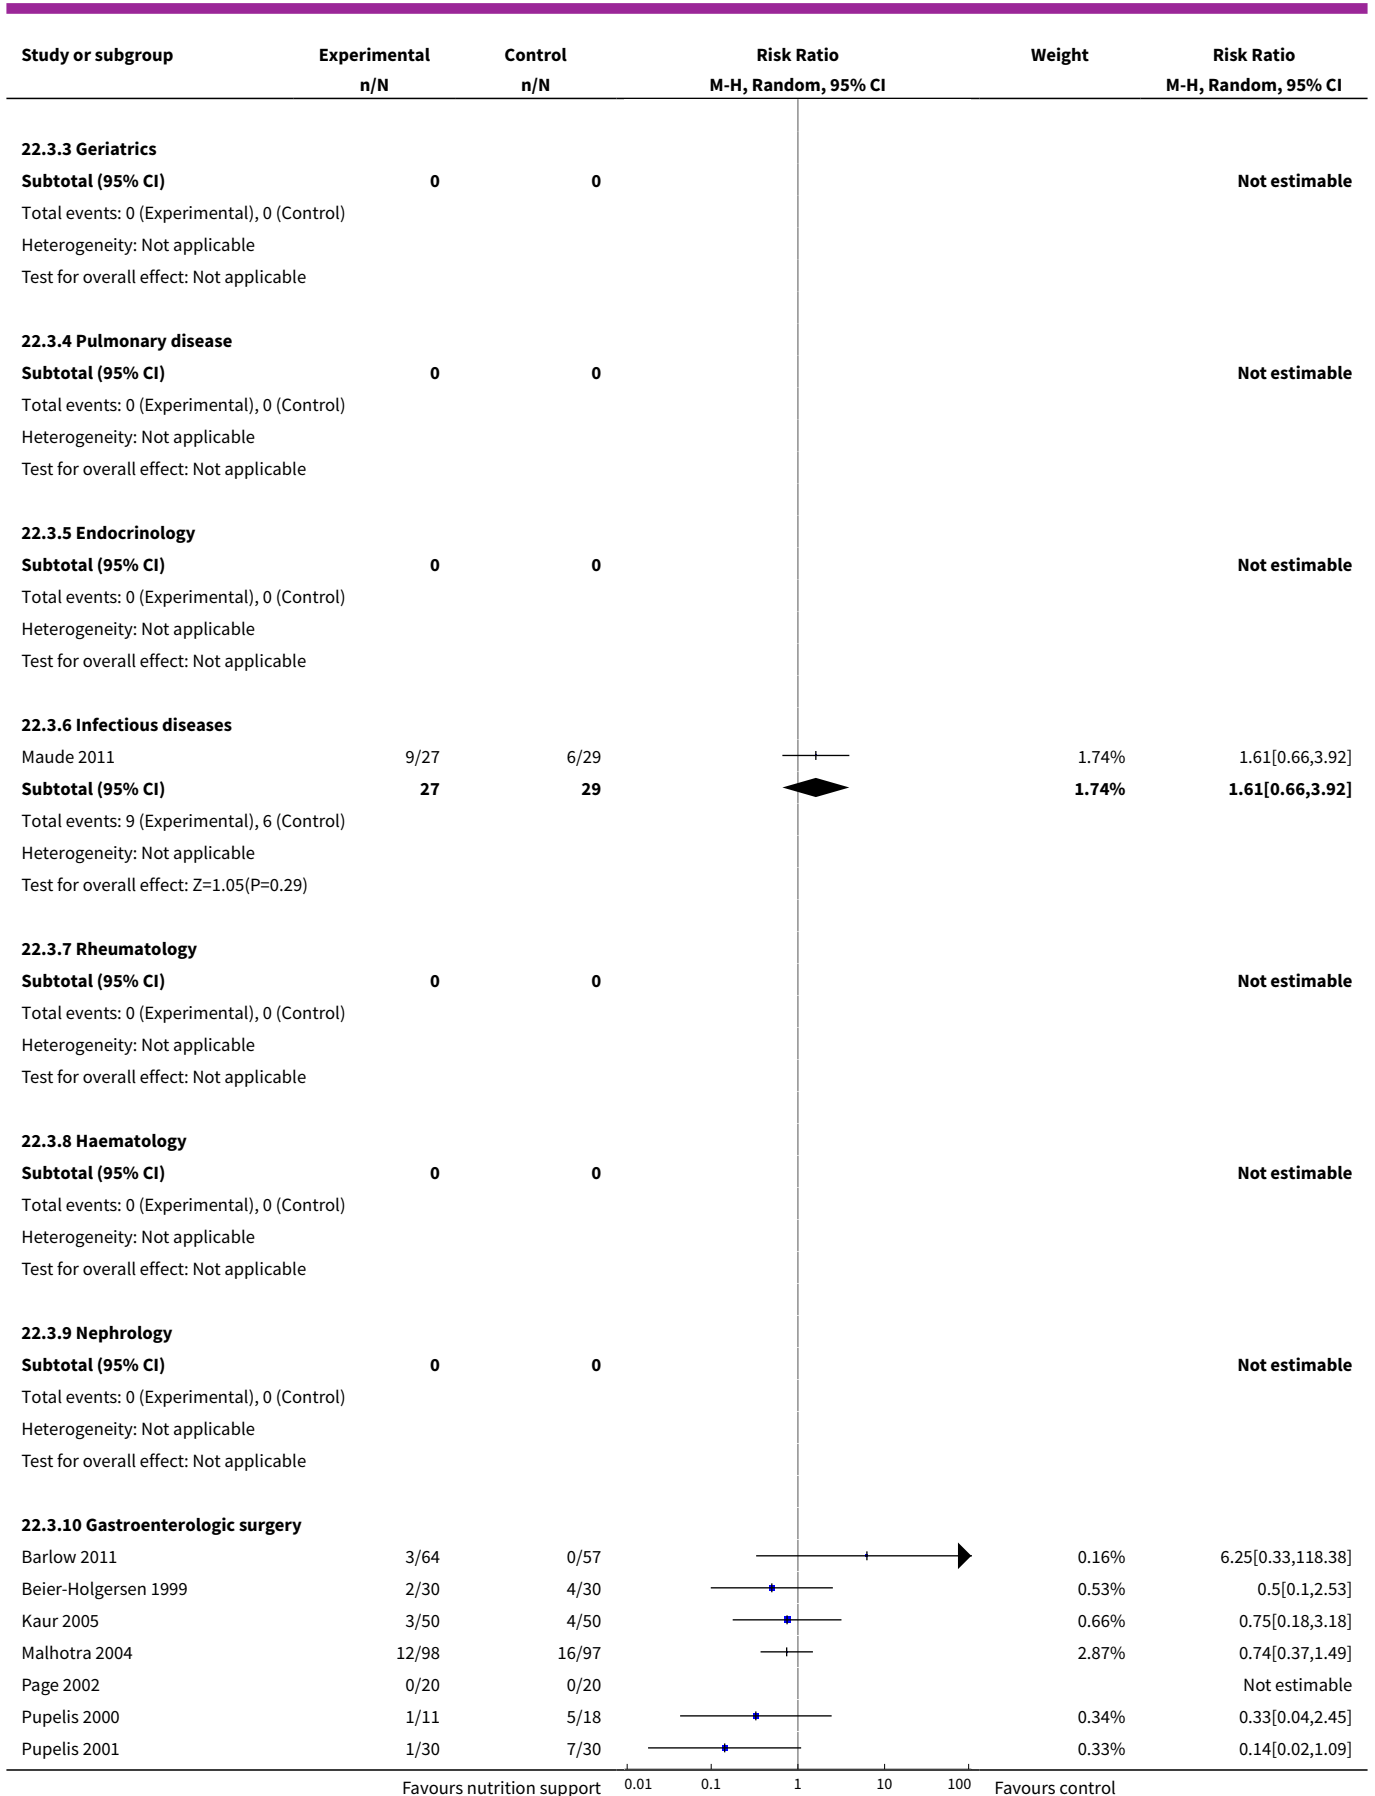 Study or subgroup Experimental Control Risk Ratio Weight Risk Ratio
n/N n/N M-H, Random, 95% CI M-H, Random, 95% CI
22.3.3 Geriatrics
Subtotal (95% CI) 0 0 Not estimable
Total events: 0 (Experimental), 0 (Control)
Heterogeneity: Not applicable
Test for overall effect: Not applicable
22.3.4 Pulmonary disease
Subtotal (95% CI) 0 0 Not estimable
Total events: 0 (Experimental), 0 (Control)
Heterogeneity: Not applicable
Test for overall effect: Not applicable
22.3.5 Endocrinology
Subtotal (95% CI) 0 0 Not estimable
Total events: 0 (Experimental), 0 (Control)
Heterogeneity: Not applicable
Test for overall effect: Not applicable
22.3.6 Infectious diseases
Maude 2011 9/27 6/29 1.74% 1.61[0.66,3.92]
Subtotal (95% CI) 27 29 1.74% 1.61[0.66,3.92]
Total events: 9 (Experimental), 6 (Control)
Heterogeneity: Not applicable
Test for overall effect: Z=1.05(P=0.29)
22.3.7 Rheumatology
Subtotal (95% CI) 0 0 Not estimable
Total events: 0 (Experimental), 0 (Control)
Heterogeneity: Not applicable
Test for overall effect: Not applicable
22.3.8 Haematology
Subtotal (95% CI) 0 0 Not estimable
Total events: 0 (Experimental), 0 (Control)
Heterogeneity: Not applicable
Test for overall effect: Not applicable
22.3.9 Nephrology
Subtotal (95% CI) 0 0 Not estimable
Total events: 0 (Experimental), 0 (Control)
Heterogeneity: Not applicable
Test for overall effect: Not applicable
22.3.10 Gastroenterologic surgery
Barlow 2011 3/64 0/57 0.16% 6.25[0.33,118.38]
Beier-Holgersen 1999 2/30 4/30 0.53% 0.5[0.1,2.53]
Kaur 2005 3/50 4/50 0.66% 0.75[0.18,3.18]
Malhotra 2004 12/98 16/97 2.87% 0.74[0.37,1.49]
Page 2002 0/20 0/20 Not estimable
Pupelis 2000 1/11 5/18 0.34% 0.33[0.04,2.45]
Pupelis 2001 1/30 7/30 0.33% 0.14[0.02,1.09]
Favours nutrition support 0.01 0.1 1 10 100 Favours control